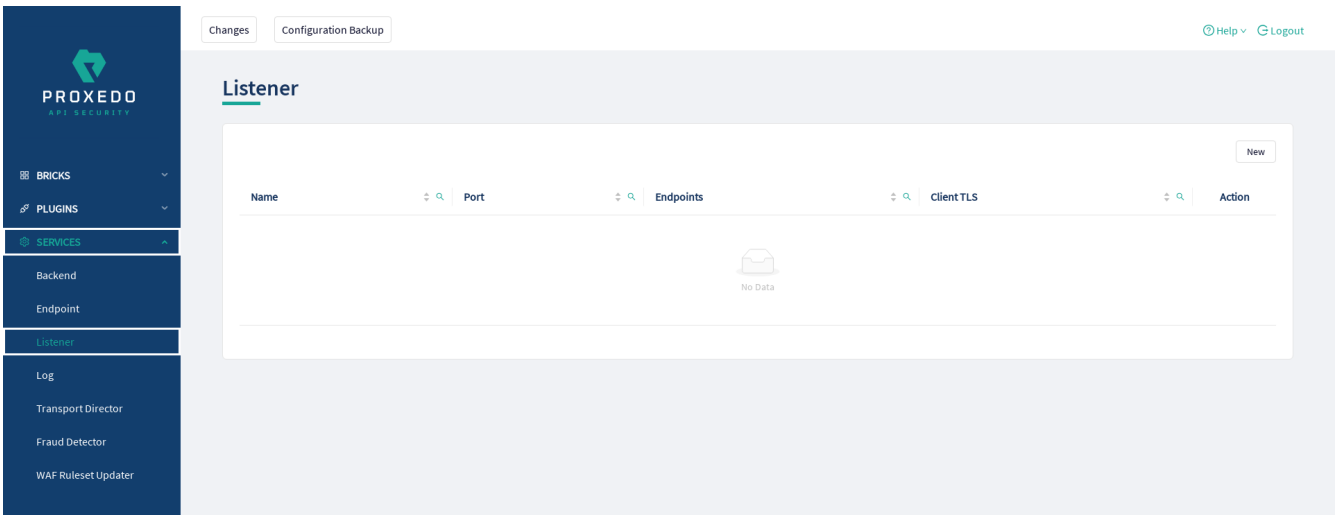 Changes
Configuration Backup
Help
Logout
PROXEDO
API SECURITY
BRICKS
PLUGINS
SERVICES
Backend
Endpoint
Listener
Log
Transport Director
Fraud Detector
WAF Ruleset Updater
Listener
New
Name
Port
Endpoints
Client TLS
Action
No Data